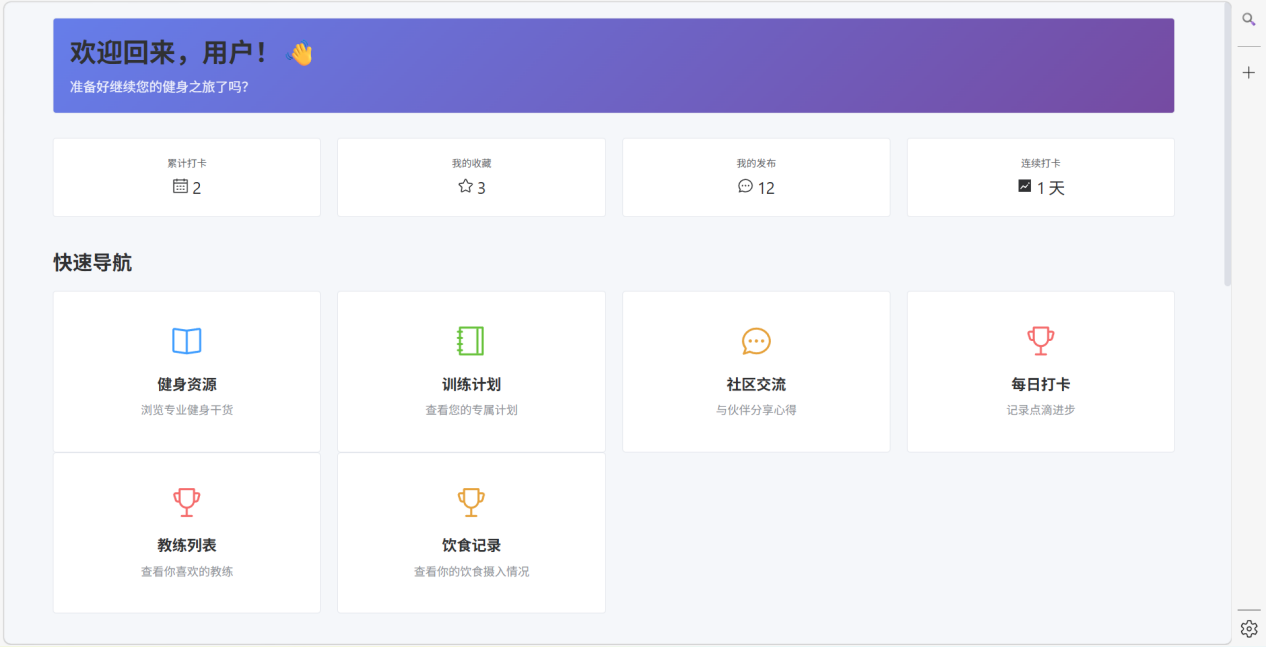 欢迎回来，用户！ 👋
准备好继续您的健身之旅了吗?
累计打卡
2
我的收藏
3
我的发布
12
连续打卡
1 天
快速导航
健身资源
浏览专业健身干货
训练计划
查看您的专属计划
社区交流
与伙伴分享心得
每日打卡
记录点滴进步
教练列表
查看你喜欢的教练
饮食记录
查看你的饮食摄入情况